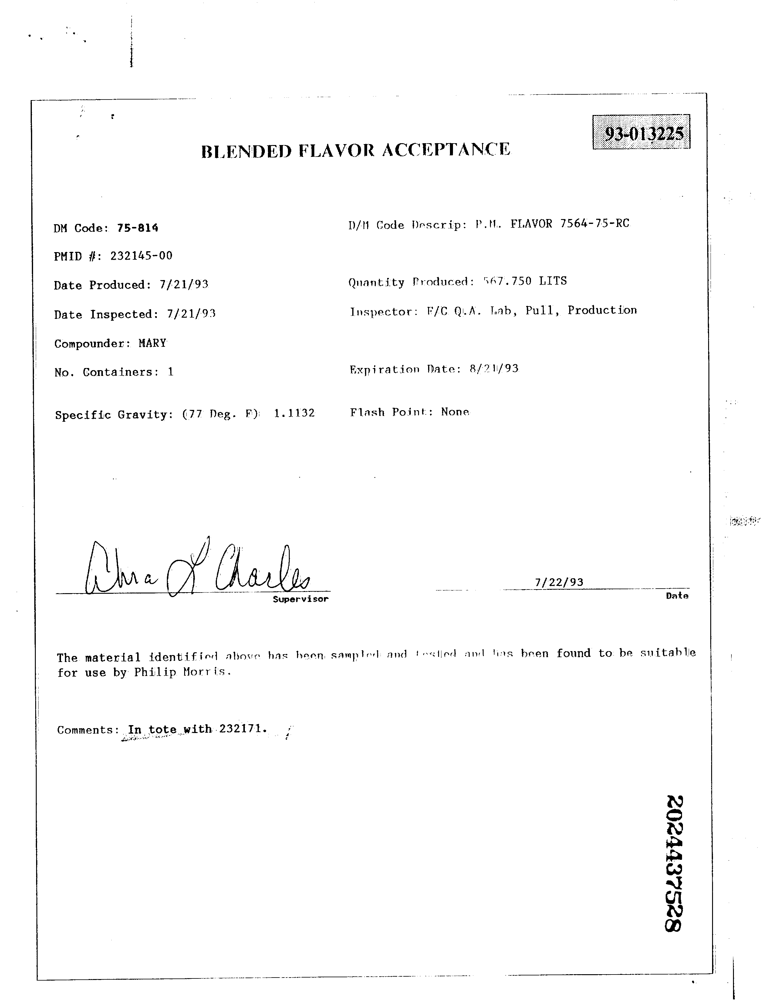 93-013225
BLENDED FLAVOR ACCEPTANCE
DM Code: 75-814
D/M Code Descrip: P.M. FLAVOR 7564-75-RC
PMID #: 232145-00
Date Produced: 7/21/93
Quantity Produced: 567.750 LITS
Date Inspected: 7/21/93
Inspector: F/C Q.A. Lab, Pull, Production
Compounder: MARY
No. Containers: 1
Expiration Date: 8/21/93
Specific Gravity: (77 Deg. F): 1.1132
Flash Point: None
L Charles
7/22/93
Supervisor
Date
The material identified above has been sampled and tested and has been found to be suitable
for use by Philip Morris.
Comments: In tote with 232171.
2024437528